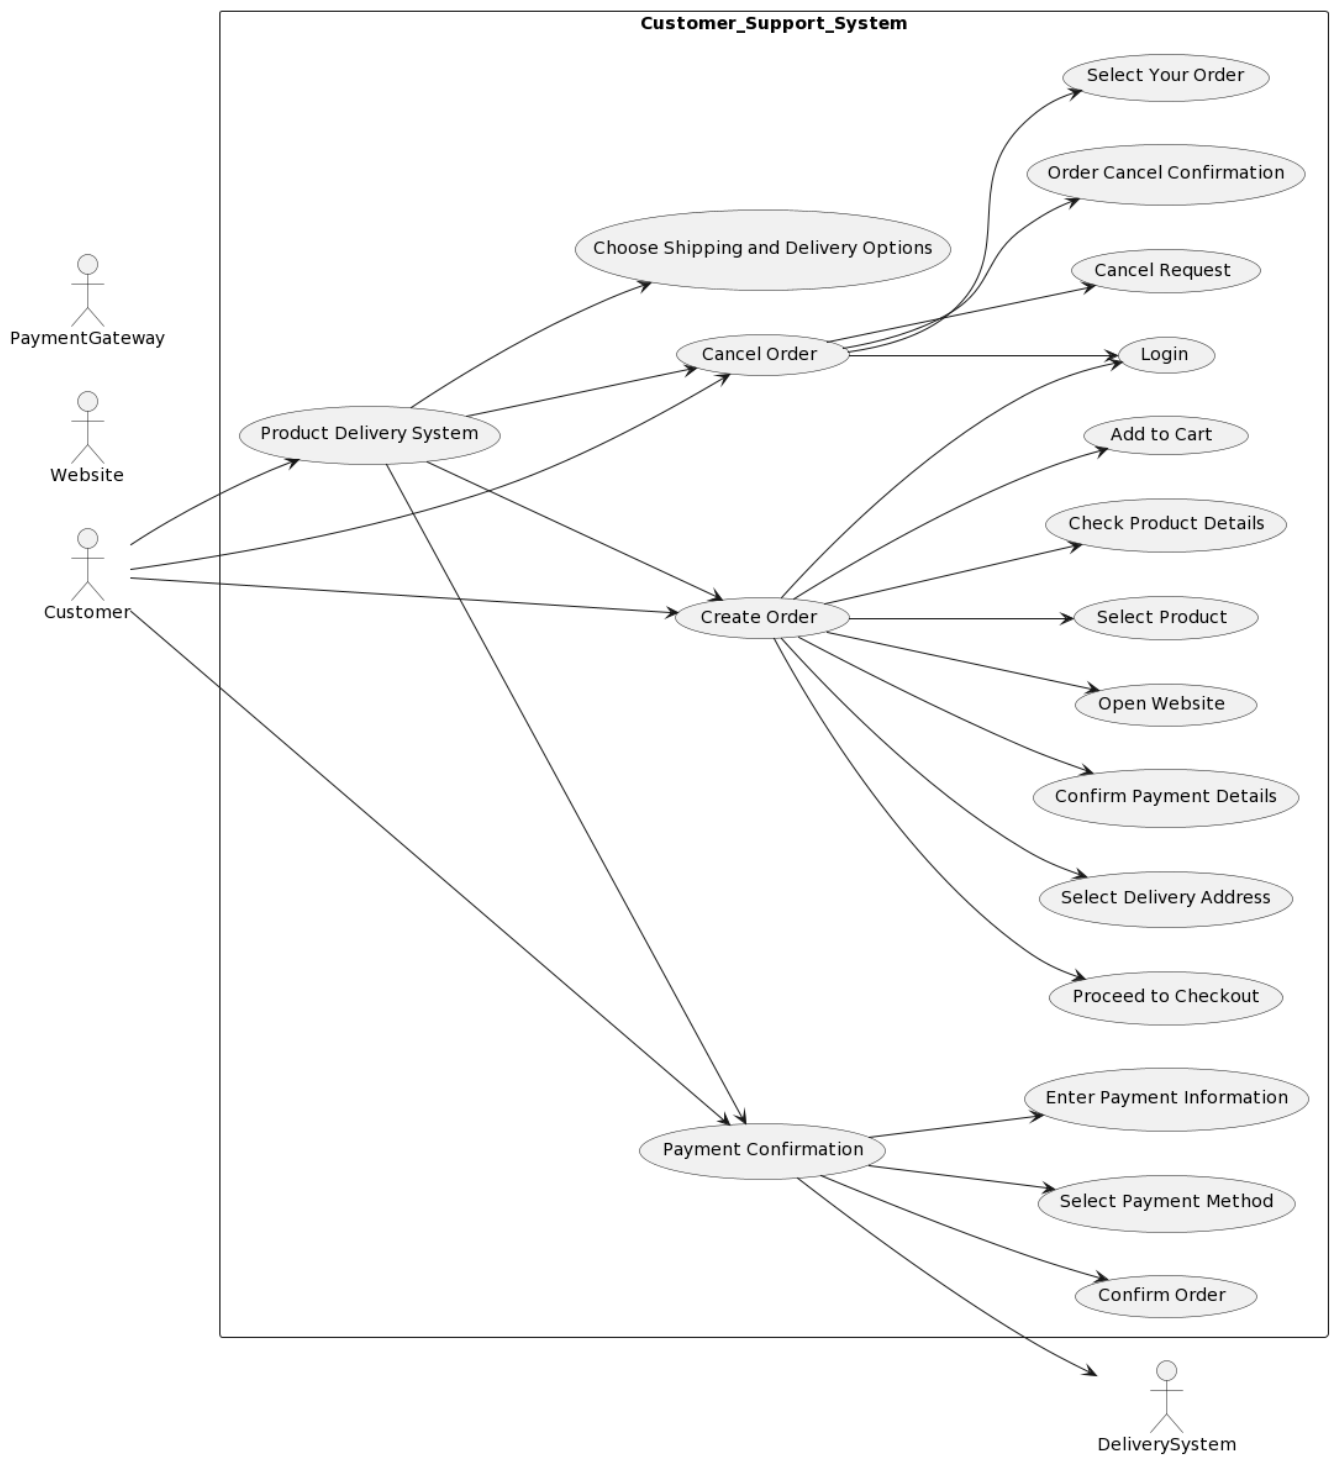 Customer_Support_System
Select Your Order
Order Cancel Confirmation
Choose Shipping and Delivery Options
Cancel Request
PaymentGateway
Cancel Order
Login
Product Delivery System
Add to Cart
Website
Check Product Details
Customer
Create Order
Select Product
Open Website
Confirm Payment Details
Select Delivery Address
Proceed to Checkout
Enter Payment Information
Payment Confirmation
Select Payment Method
Confirm Order
DeliverySystem